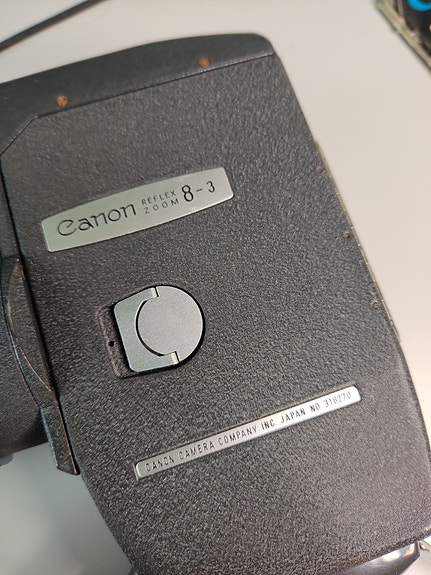 Canon REFLEX ZOOM 8-3
CANON CAMERA COMPANY INC. JAPAN NO 318270